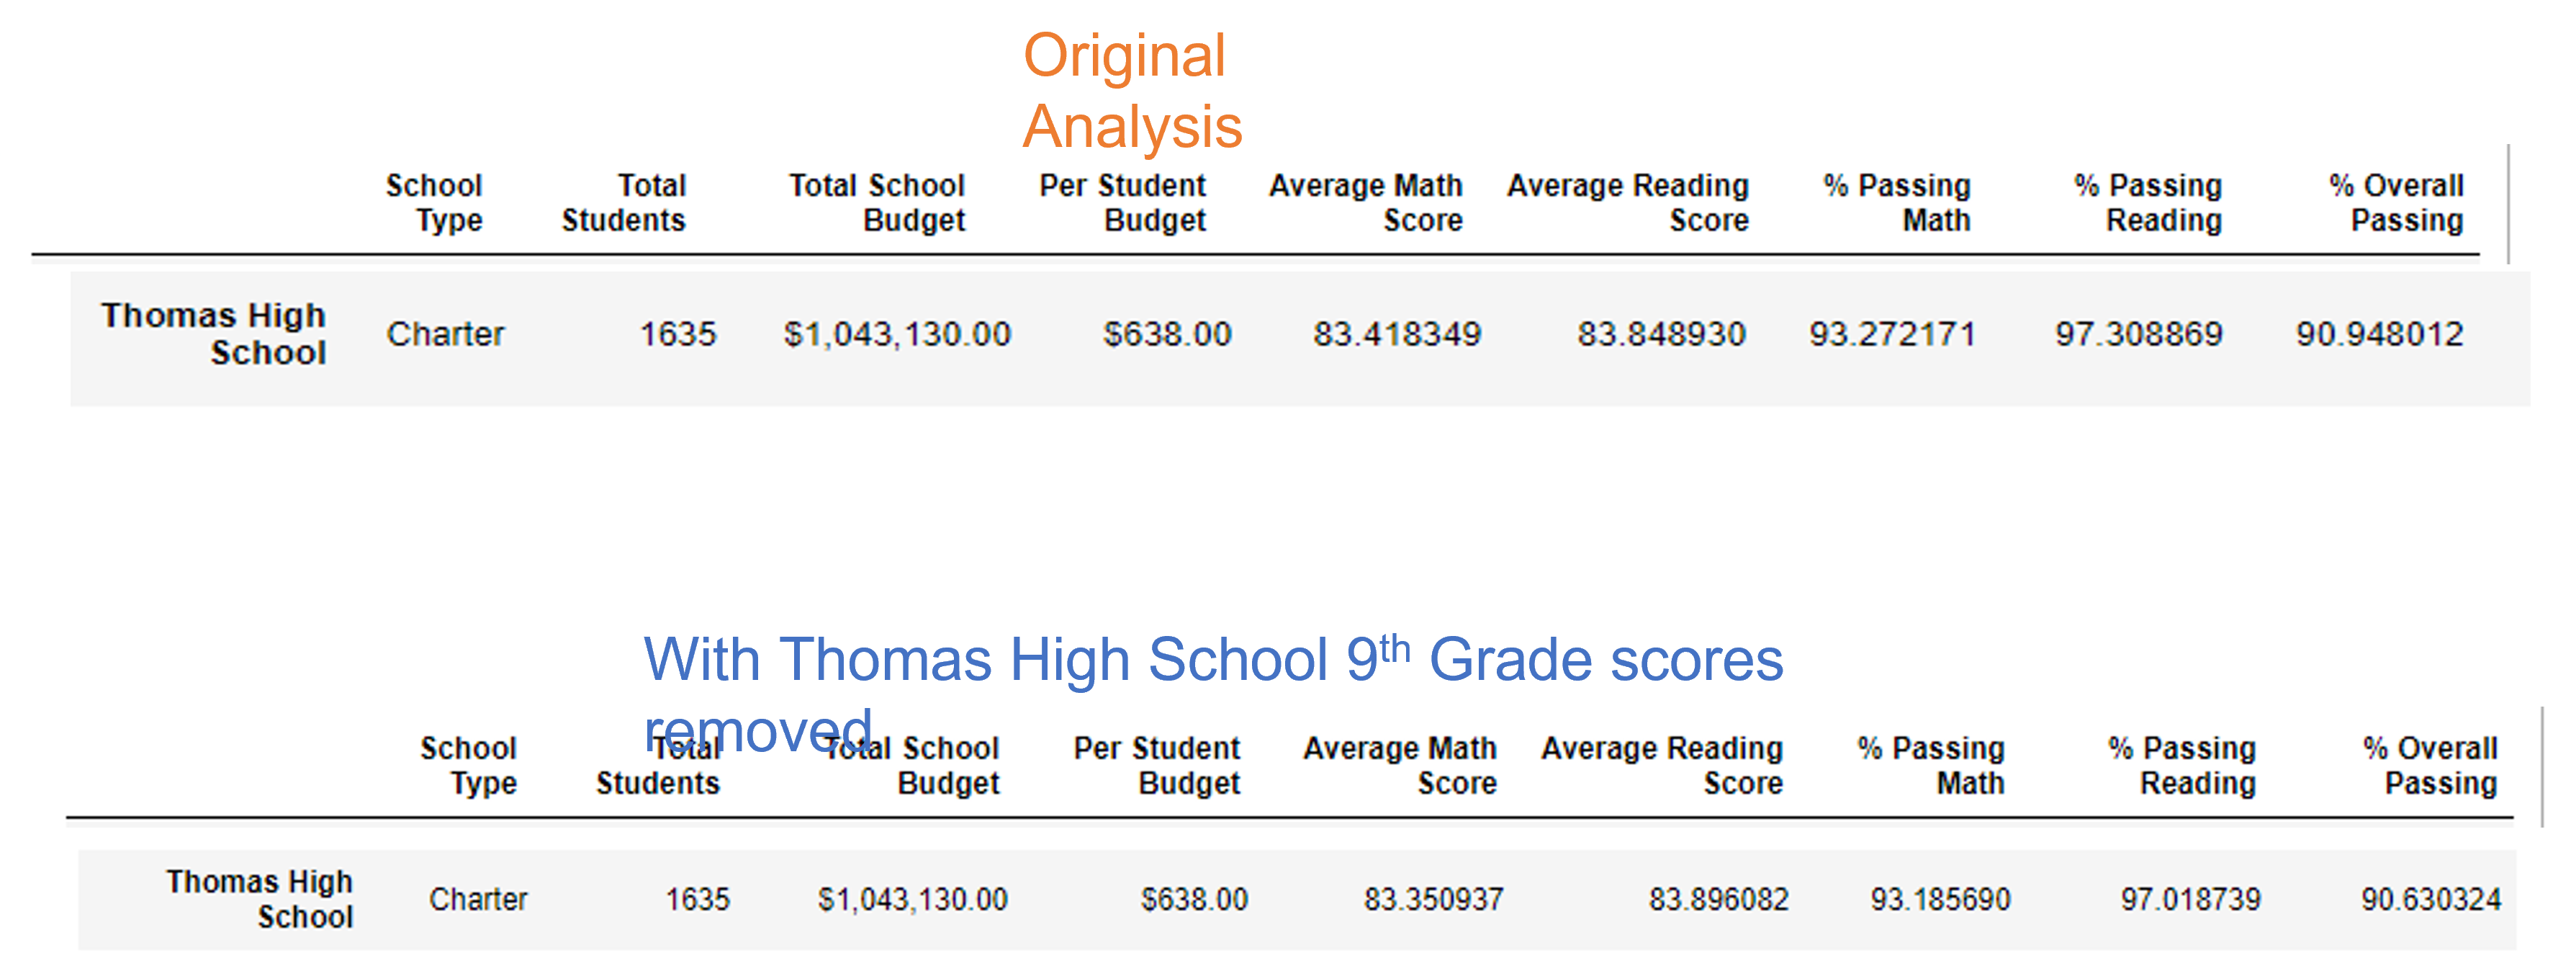 Original
Analysis
School Type Total Students Total School Budget Per Student Budget Average Math Score Average Reading Score % Passing Math % Passing Reading % Overall Passing
Thomas High School Charter 1635 $1,043,130.00 $638.00 83.418349 83.848930 93.272171 97.308869 90.948012
With Thomas High School 9th Grade scores
removed
School Type Total Students Total School Budget Per Student Budget Average Math Score Average Reading Score % Passing Math % Passing Reading % Overall Passing
Thomas High School Charter 1635 $1,043,130.00 $638.00 83.350937 83.896082 93.185690 97.018739 90.630324